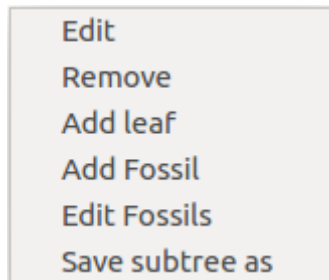 Edit
Remove
Add leaf
Add Fossil
Edit Fossils
Save subtree as